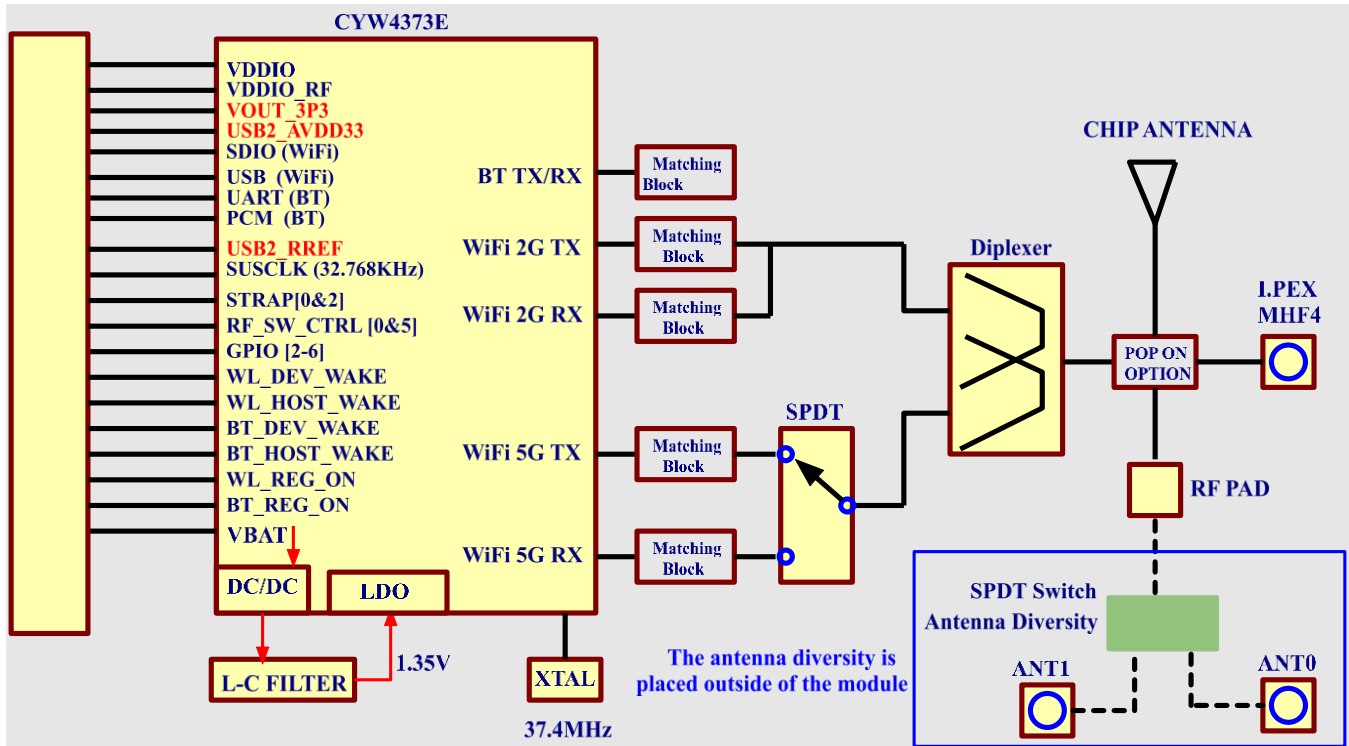 CYW4373E
VDDIO
VDDIO_RF
VOUT_3P3
USB2_AVDD33
SDIO (WiFi)
USB (WiFi)
UART (BT)
PCM (BT)
USB2_RREF
SUSCLK (32.768KHz)
STRAP[0&2]
RF_SW_CTRL [0&5]
GPIO [2-6]
WL_DEV_WAKE
WL_HOST_WAKE
BT_DEV_WAKE
BT_HOST_WAKE
WL_REG_ON
BT_REG_ON
VBAT
DC/DC
LDO
L-C FILTER
1.35V
XTAL
37.4MHz
BT TX/RX
WiFi 2G TX
WiFi 2G RX
WiFi 5G TX
WiFi 5G RX
Matching
Block
Matching
Block
Matching
Block
Matching
Block
Matching
Block
SPDT
Diplexer
CHIP ANTENNA
POP ON
OPTION
I.PEX
MHF4
RF PAD
The antenna diversity is
placed outside of the module
SPDT Switch
Antenna Diversity
ANT1
ANT0